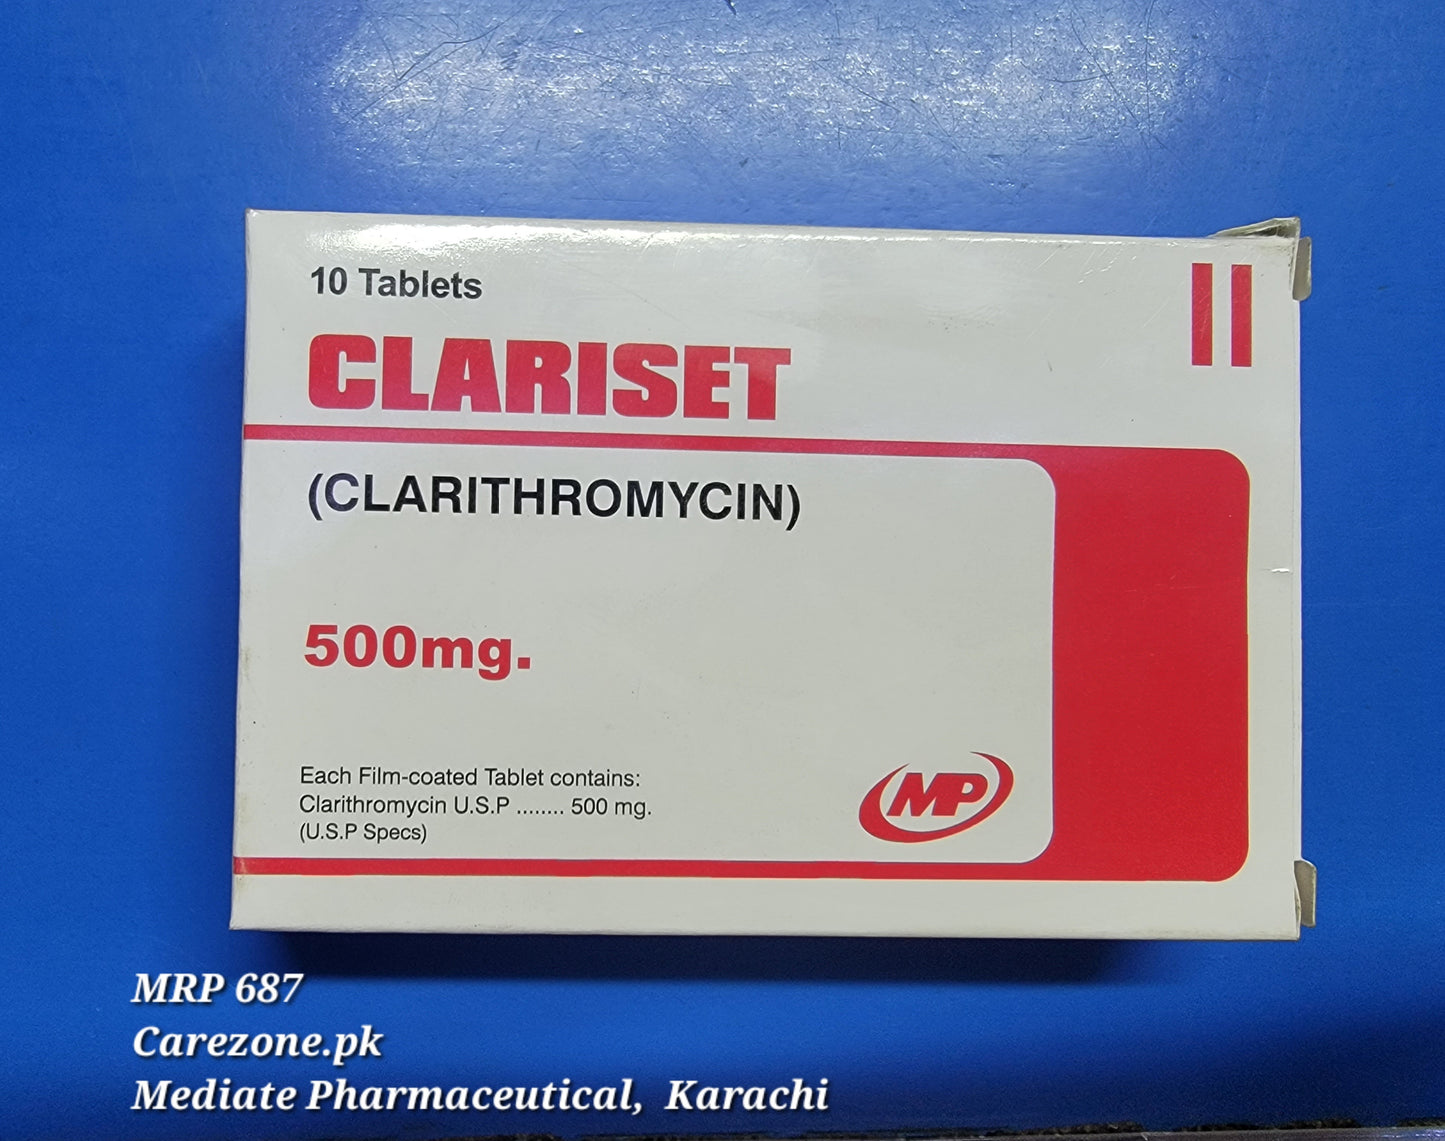 10 Tablets
CLARISET
(CLARITHROMYCIN)
500mg.
Each Film-coated Tablet contains:
Clarithromycin U.S.P ........ 500 mg.
(U.S.P Specs)
MP
MRP 687
Carezone.pk
Mediate Pharmaceutical, Karachi